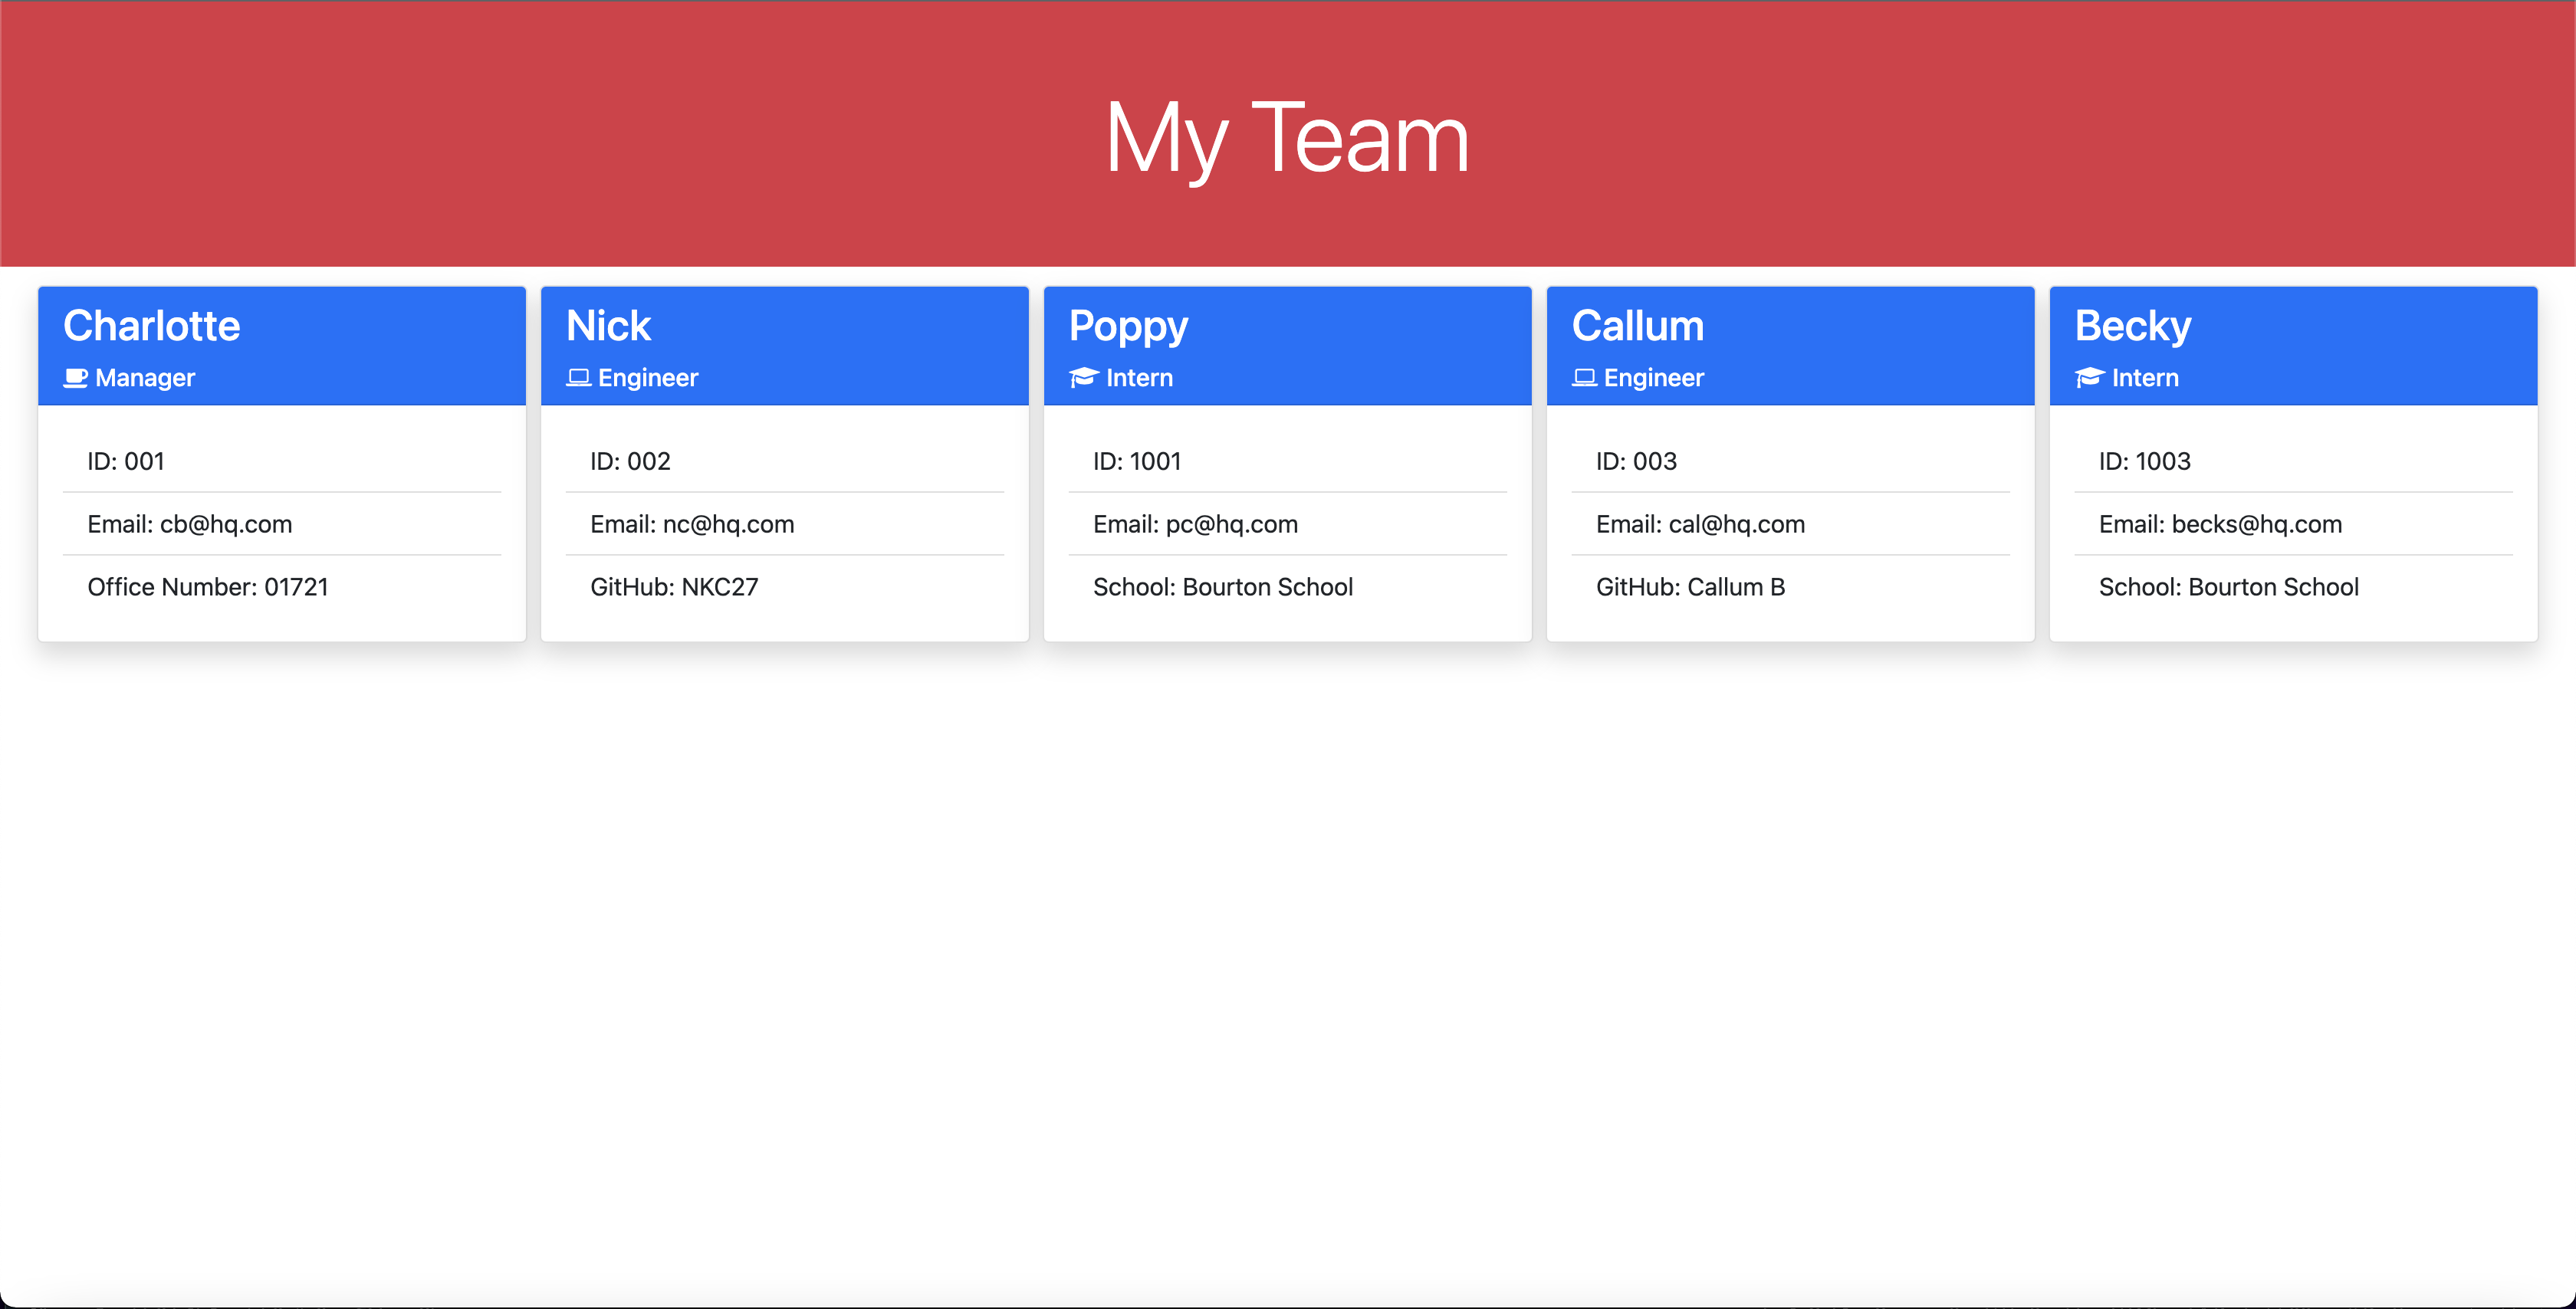 My Team
Charlotte
Manager
ID: 001
Email: cb@hq.com
Office Number: 01721
Nick
Engineer
ID: 002
Email: nc@hq.com
GitHub: NKC27
Poppy
Intern
ID: 1001
Email: pc@hq.com
School: Bourton School
Callum
Engineer
ID: 003
Email: cal@hq.com
GitHub: Callum B
Becky
Intern
ID: 1003
Email: becks@hq.com
School: Bourton School